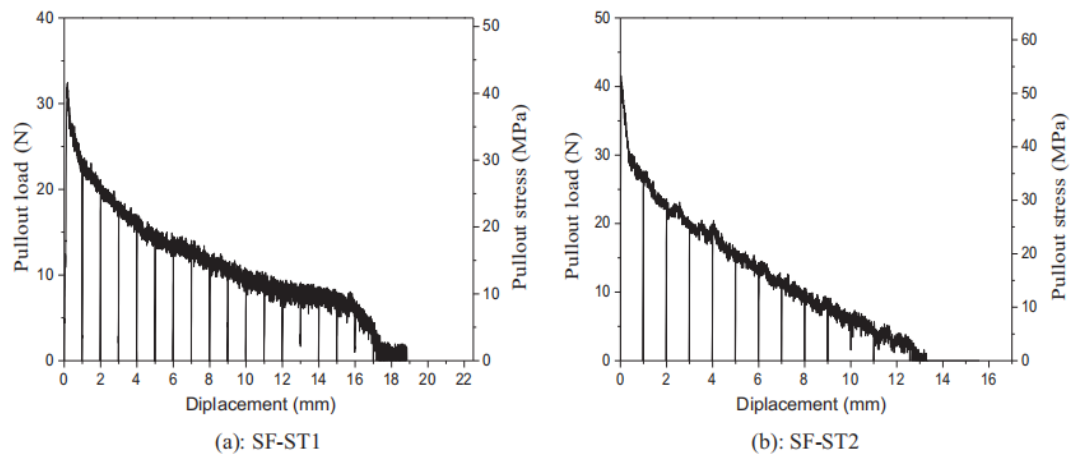 40
30
20
10
0
Pullout load (N)
50
40
30
20
10
0
Pullout stress (MPa)
0 2 4 6 8 10 12 14 16 18 20 22
Diplacement (mm)
(a): SF-ST1
50
40
30
20
10
0
Pullout load (N)
60
50
40
30
20
10
0
Pullout stress (MPa)
0 2 4 6 8 10 12 14 16
Diplacement (mm)
(b): SF-ST2